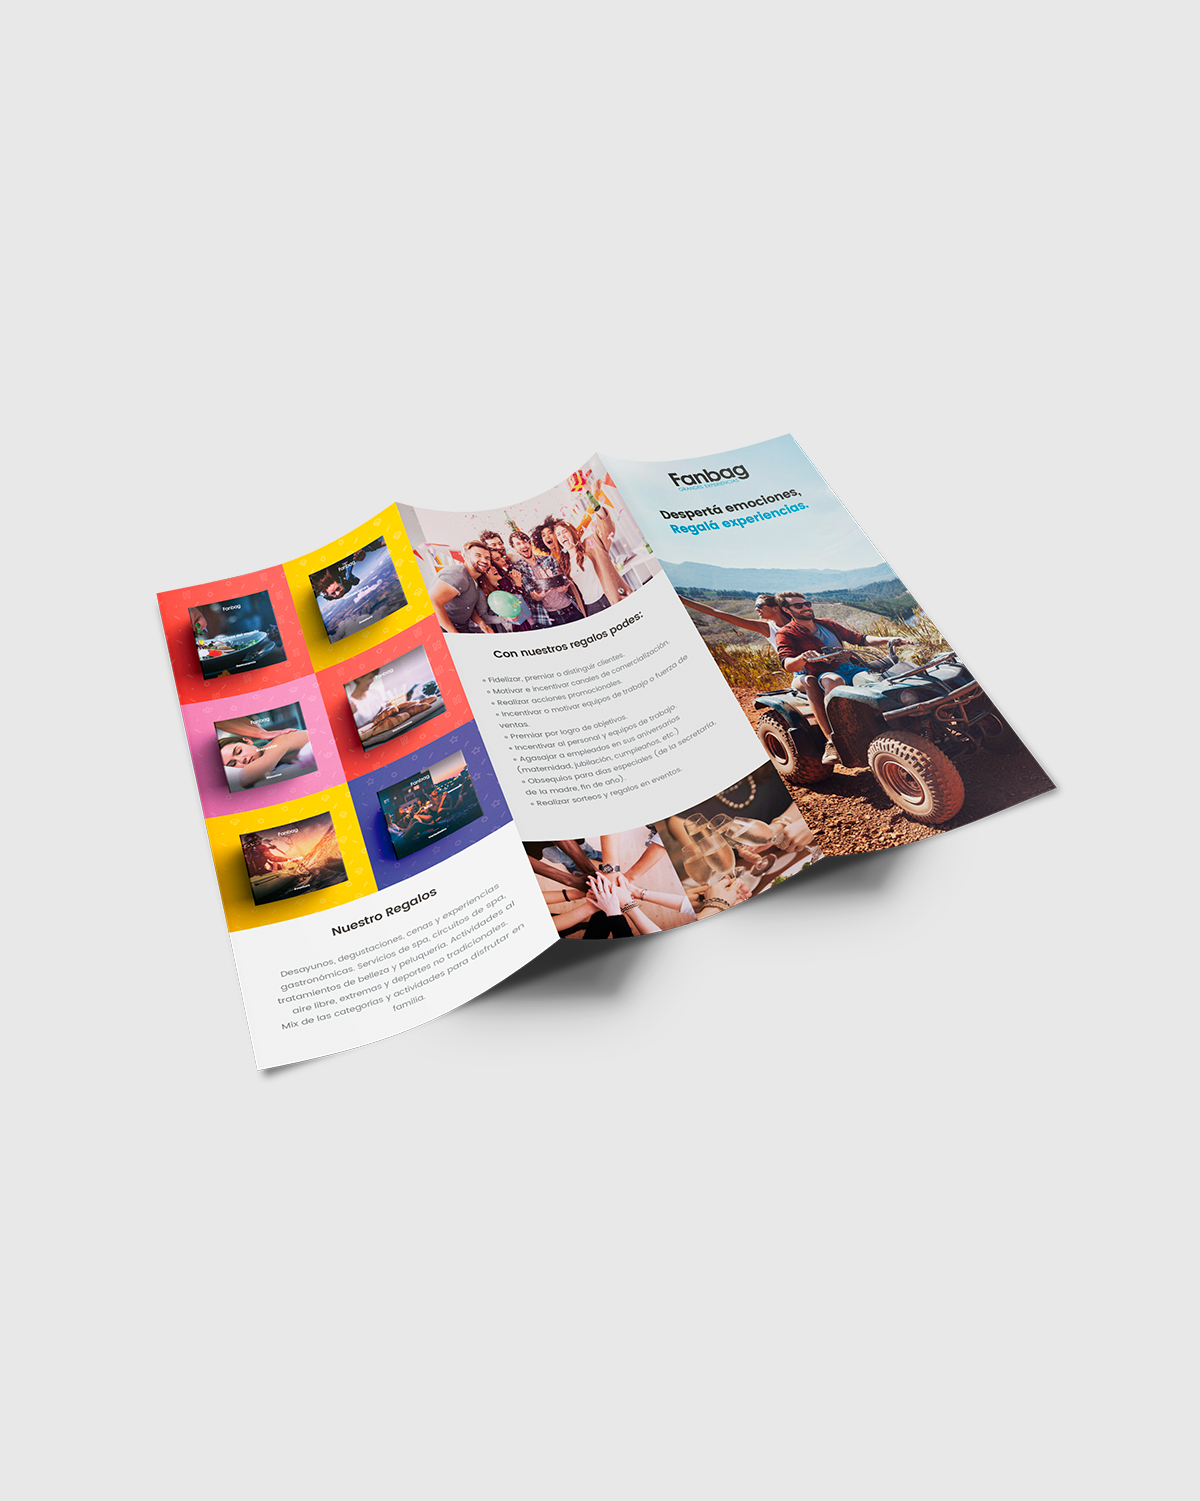 Fanbag
Fanbag
Fanbag
Fanbag
Fanbag
Fanbag
Nuestro Regalos
Desayunos, degustaciones, cenas y experiencias
gastronómicas. Servicios de spa, circuitos de spa,
tratamientos de belleza y peluquería. Actividades al
aire libre, extremas y deportes no tradicionales.
Mix de las categorías y actividades para disfrutar en
familia.
Con nuestros regalos podes:
• Fidelizar, premiar o distinguir clientes.
• Motivar e incentivar canales de comercialización.
• Realizar acciones promocionales.
• Incentivar o motivar equipos de trabajo o fuerza de
ventas.
• Premiar por logro de objetivos.
• Incentivar al personal y equipos de trabajo.
• Agasajar a empleados en sus aniversarios
(maternidad, jubilación, cumpleaños, etc.)
• Obsequios para días especiales (de la secretaria,
de la madre, fin de año).
• Realizar sorteos y regalos en eventos.
Fanbag
GRANDES EXPERIENCIAS
Despertá emociones,
Regalá experiencias.